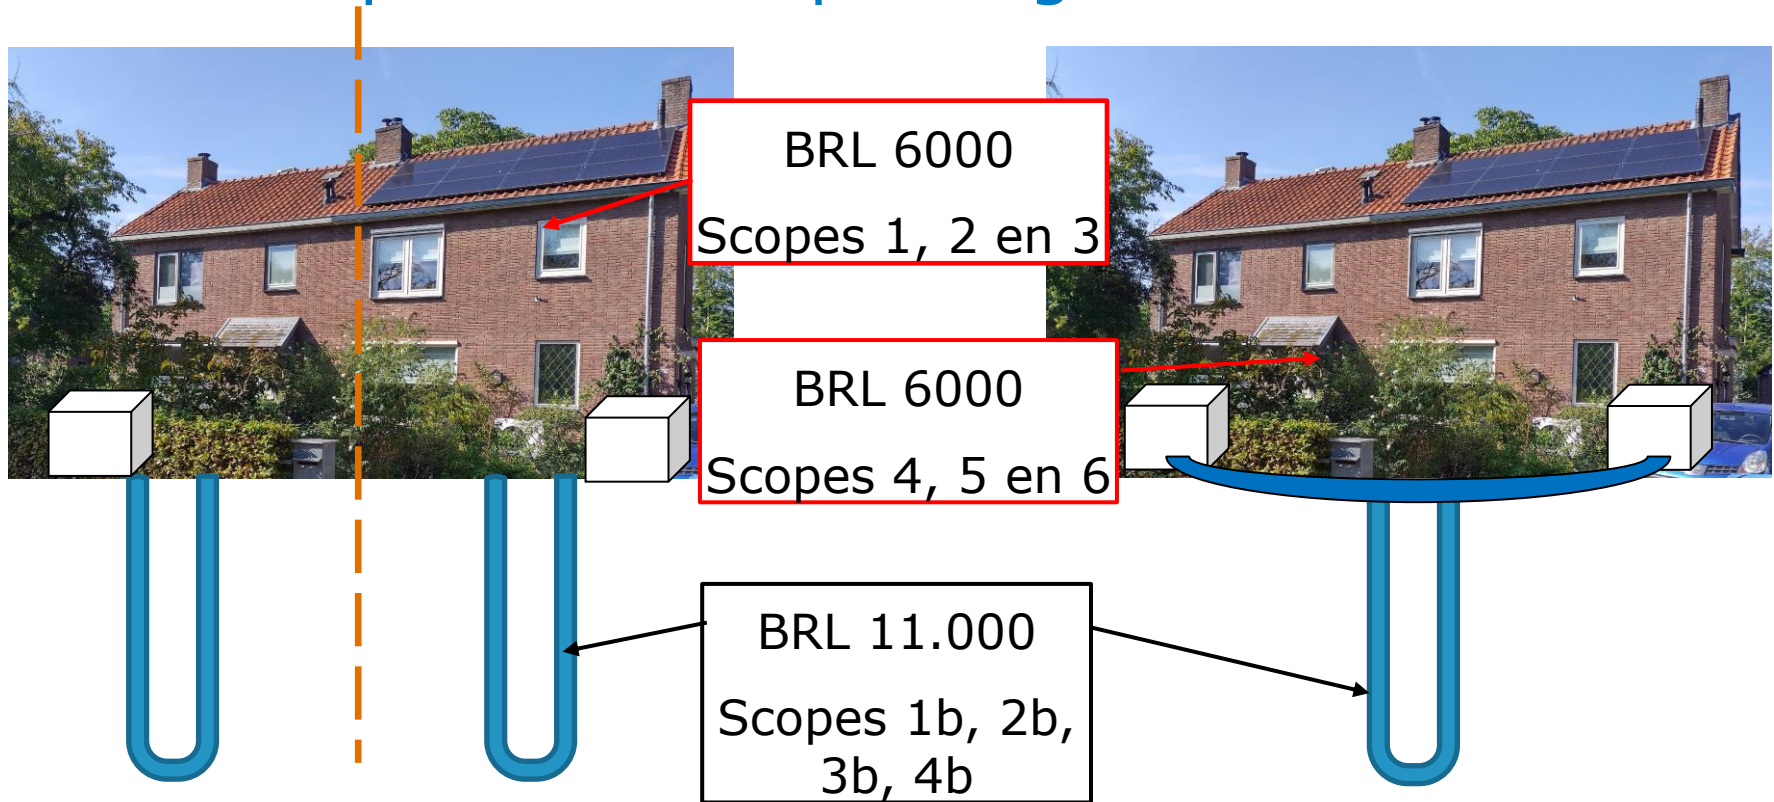 BRL 6000
Scopes 1, 2 en 3
BRL 6000
Scopes 4, 5 en 6
BRL 11.000
Scopes 1b, 2b,
3b, 4b